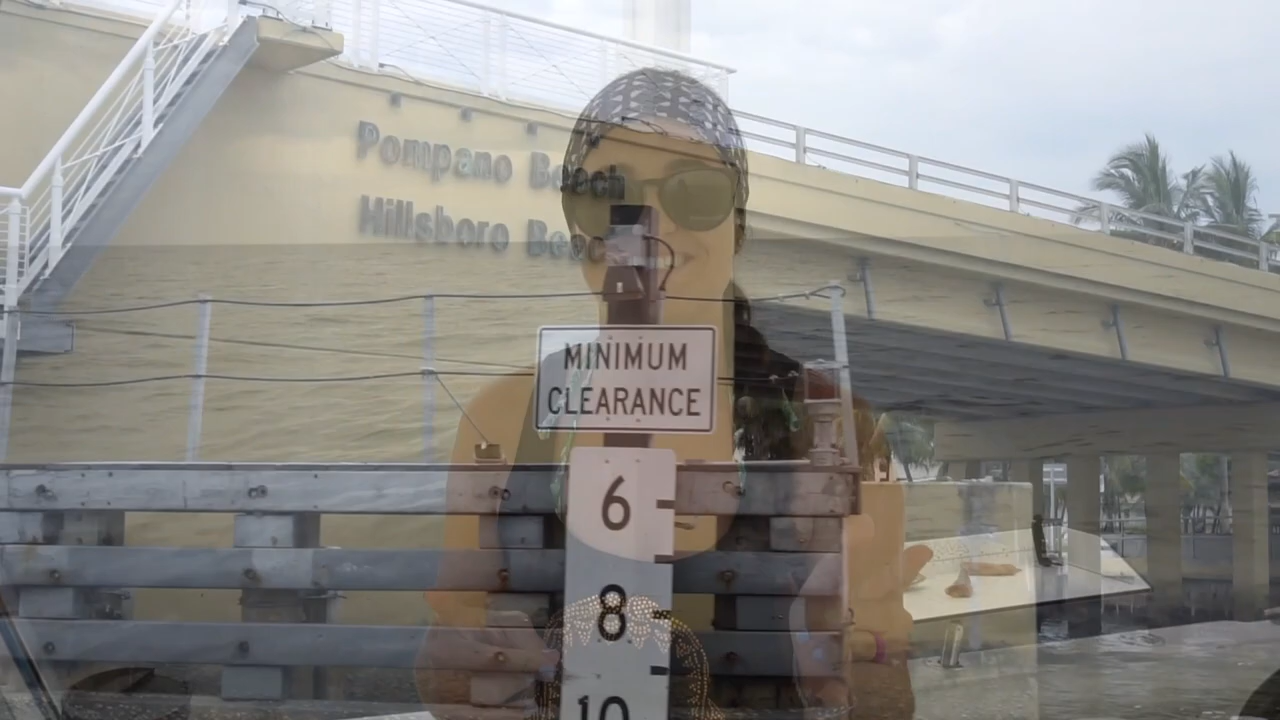 Pompano Beach
Hillsboro Beach
MINIMUM
CLEARANCE
6
8
10